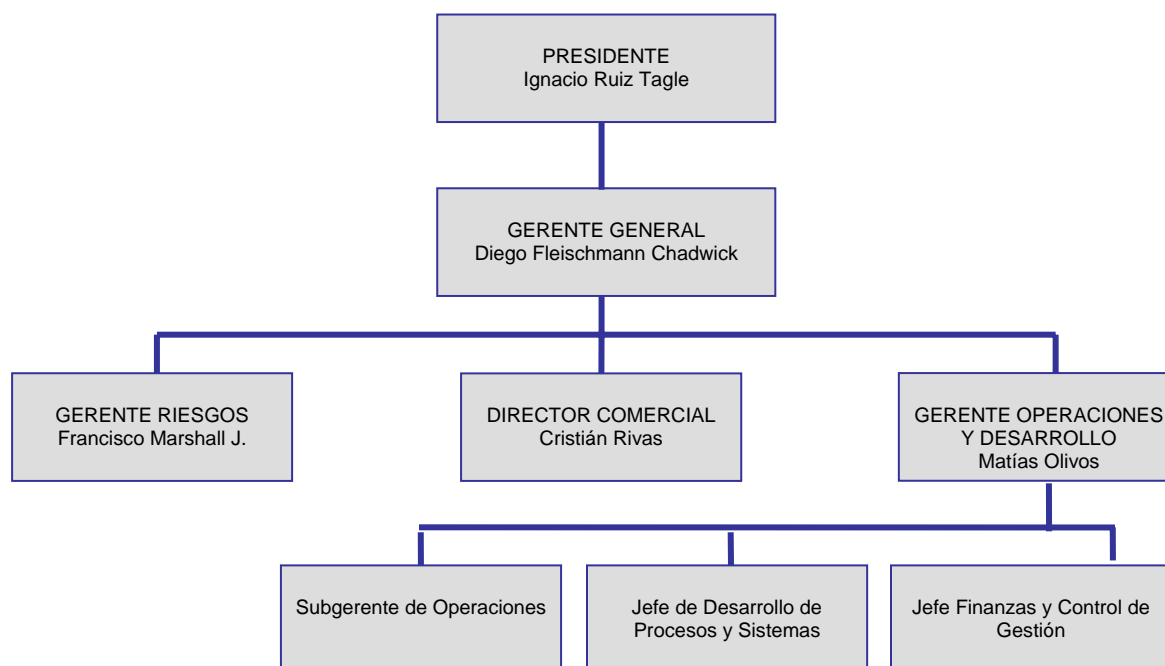 PRESIDENTE
Ignacio Ruiz Tagle
GERENTE GENERAL
Diego Fleischmann Chadwick
GERENTE RIESGOS
Francisco Marshall J.
DIRECTOR COMERCIAL
Cristián Rivas
GERENTE OPERACIONES
Y DESARROLLO
Matías Olivos
Subgerente de Operaciones
Jefe de Desarrollo de
Procesos y Sistemas
Jefe Finanzas y Control de
Gestión